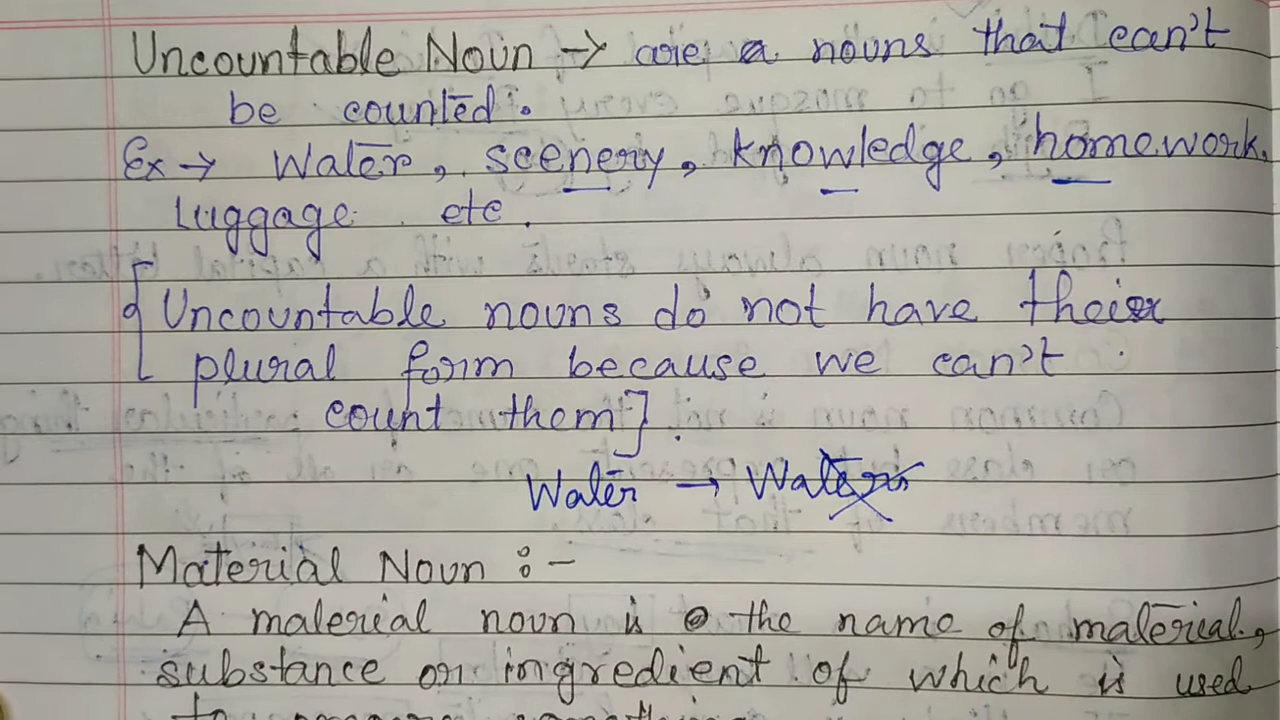 Uncountable Noun → are a nouns that can't
be counted.
Ex → Water, scenery, knowledge, homework,
Luggage etc.
[Uncountable nouns do not have their
plural form because we can't
count them].
Water → Waters
Material Noun :-
A material noun is the name of material,
substance or ingredient of which is used
to